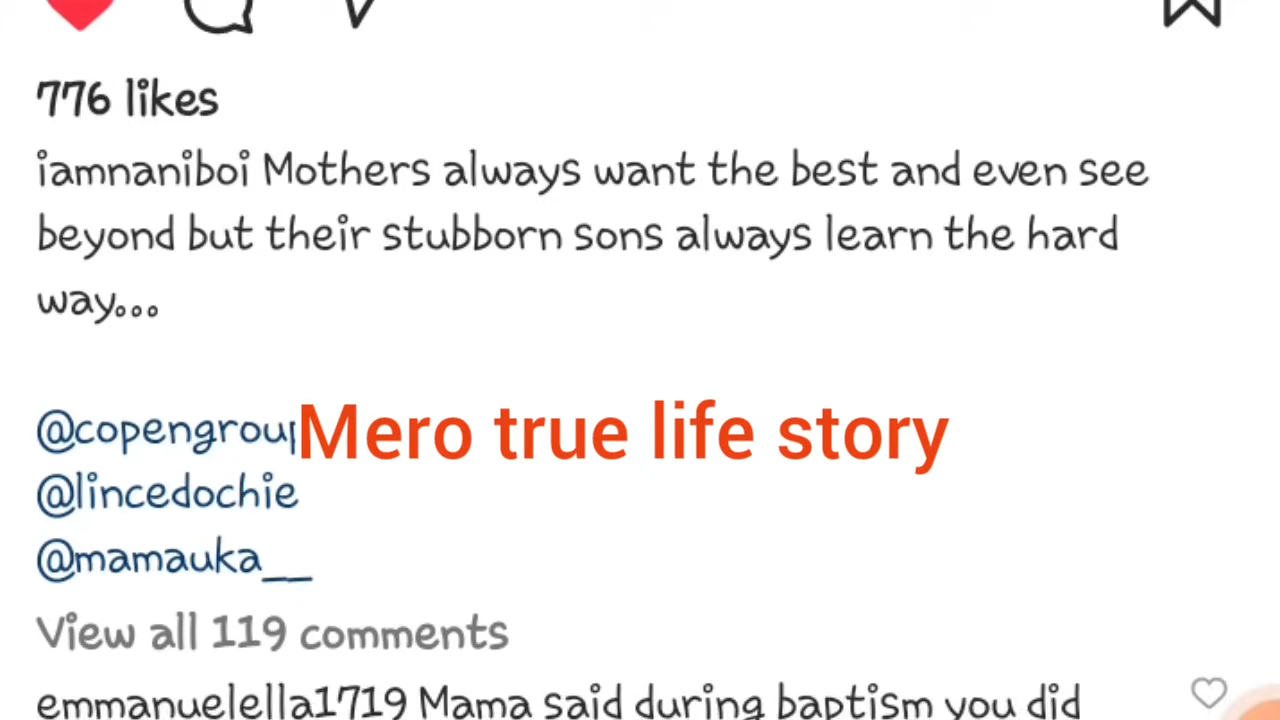 776 likes
iamnaniboi Mothers always want the best and even see
beyond but their stubborn sons always learn the hard
way...
@copengroup Mero true life story
@lincedochie
@mamauka__
View all 119 comments
emmanuelella1719 Mama said during baptism you did